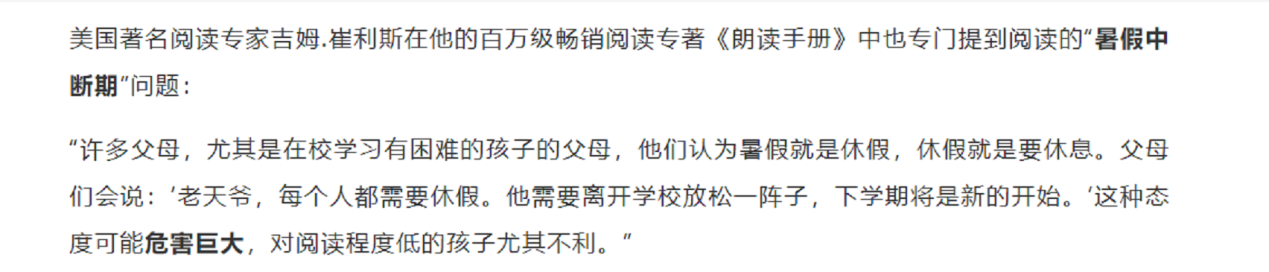 美国著名阅读专家吉姆.崔利斯在他的百万级畅销阅读专著《朗读手册》中也专门提到阅读的“暑假中
断期”问题：
“许多父母，尤其是在校学习有困难的孩子的父母，他们认为暑假就是休假，休假就是要休息。父母
们会说：‘老天爷，每个人都需要休假。他需要离开学校放松一阵子，下学期将是新的开始。‘这种态
度可能危害巨大，对阅读程度低的孩子尤其不利。”